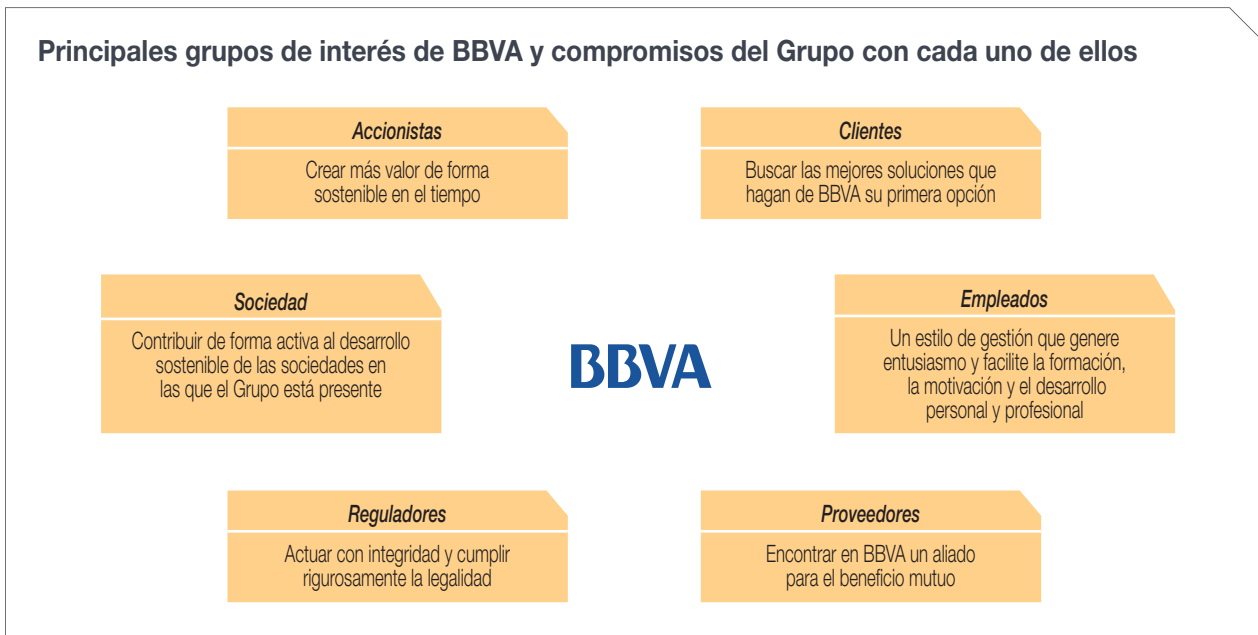 Principales grupos de interés de BBVA y compromisos del Grupo con cada uno de ellos
Accionistas
Crear más valor de forma
sostenible en el tiempo
Clientes
Buscar las mejores soluciones que
hagan de BBVA su primera opción
Sociedad
Contribuir de forma activa al desarrollo
sostenible de las sociedades en
las que el Grupo está presente
BBVA
Empleados
Un estilo de gestión que genere
entusiasmo y facilite la formación,
la motivación y el desarrollo
personal y profesional
Reguladores
Actuar con integridad y cumplir
rigurosamente la legalidad
Proveedores
Encontrar en BBVA un aliado
para el beneficio mutuo